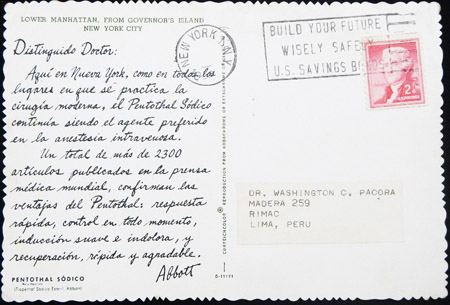 LOWER MANHATTAN, FROM GOVERNOR'S ISLAND
NEW YORK CITY
Distinguido Doctor:
Aquí en Nueva York, como en todos los
lugares en que se practica la
cirugía moderna, el Pentothal Sódico
continúa siendo el agente preferido
en la anestesia intravenosa.
Un total de más de 2300
artículos publicados en la prensa
médica mundial, confirman las
ventajas del Pentothal: respuesta
rápida, control en todo momento,
inducción suave e indolora, y
recuperación, rápida y agradable.
Abbott
PENTOTHAL SÓDICO
D-11111
NEW YORK, N.Y.
BUILD YOUR FUTURE
WISELY SAFELY
U.S. SAVINGS BONDS
2¢
DR. WASHINGTON C. PACORA
MADERA 259
RIMAC
LIMA, PERU